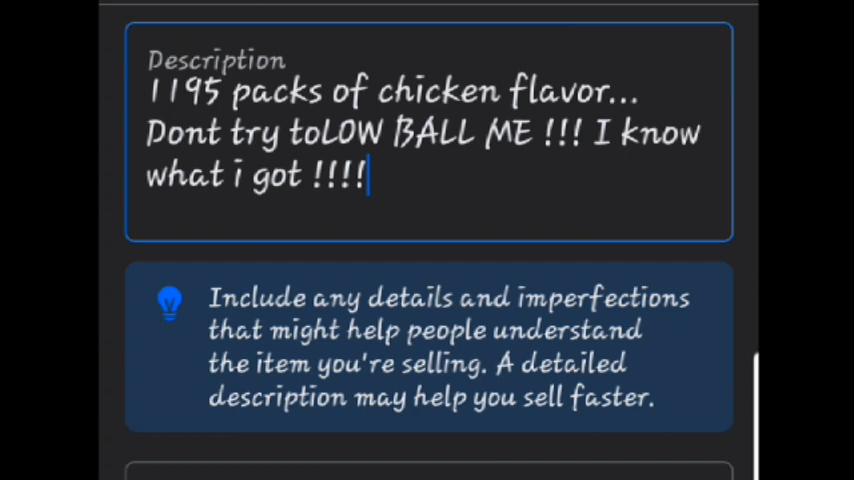 Description
1195 packs of chicken flavor...
Dont try toLOW BALL ME !!! I know
what i got !!!!
Include any details and imperfections
that might help people understand
the item you're selling. A detailed
description may help you sell faster.